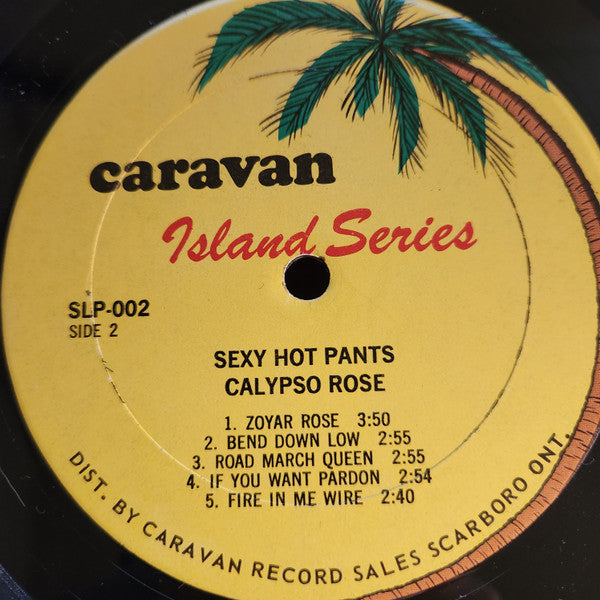 caravan
Island Series
SLP-002
SIDE 2
SEXY HOT PANTS
CALYPSO ROSE
1. ZOYAR ROSE 3:50
2. BEND DOWN LOW 2:55
3. ROAD MARCH QUEEN 2:55
4. IF YOU WANT PARDON 2:54
5. FIRE IN ME WIRE 2:40
DIST. BY CARAVAN RECORD SALES SCARBORO ONT.